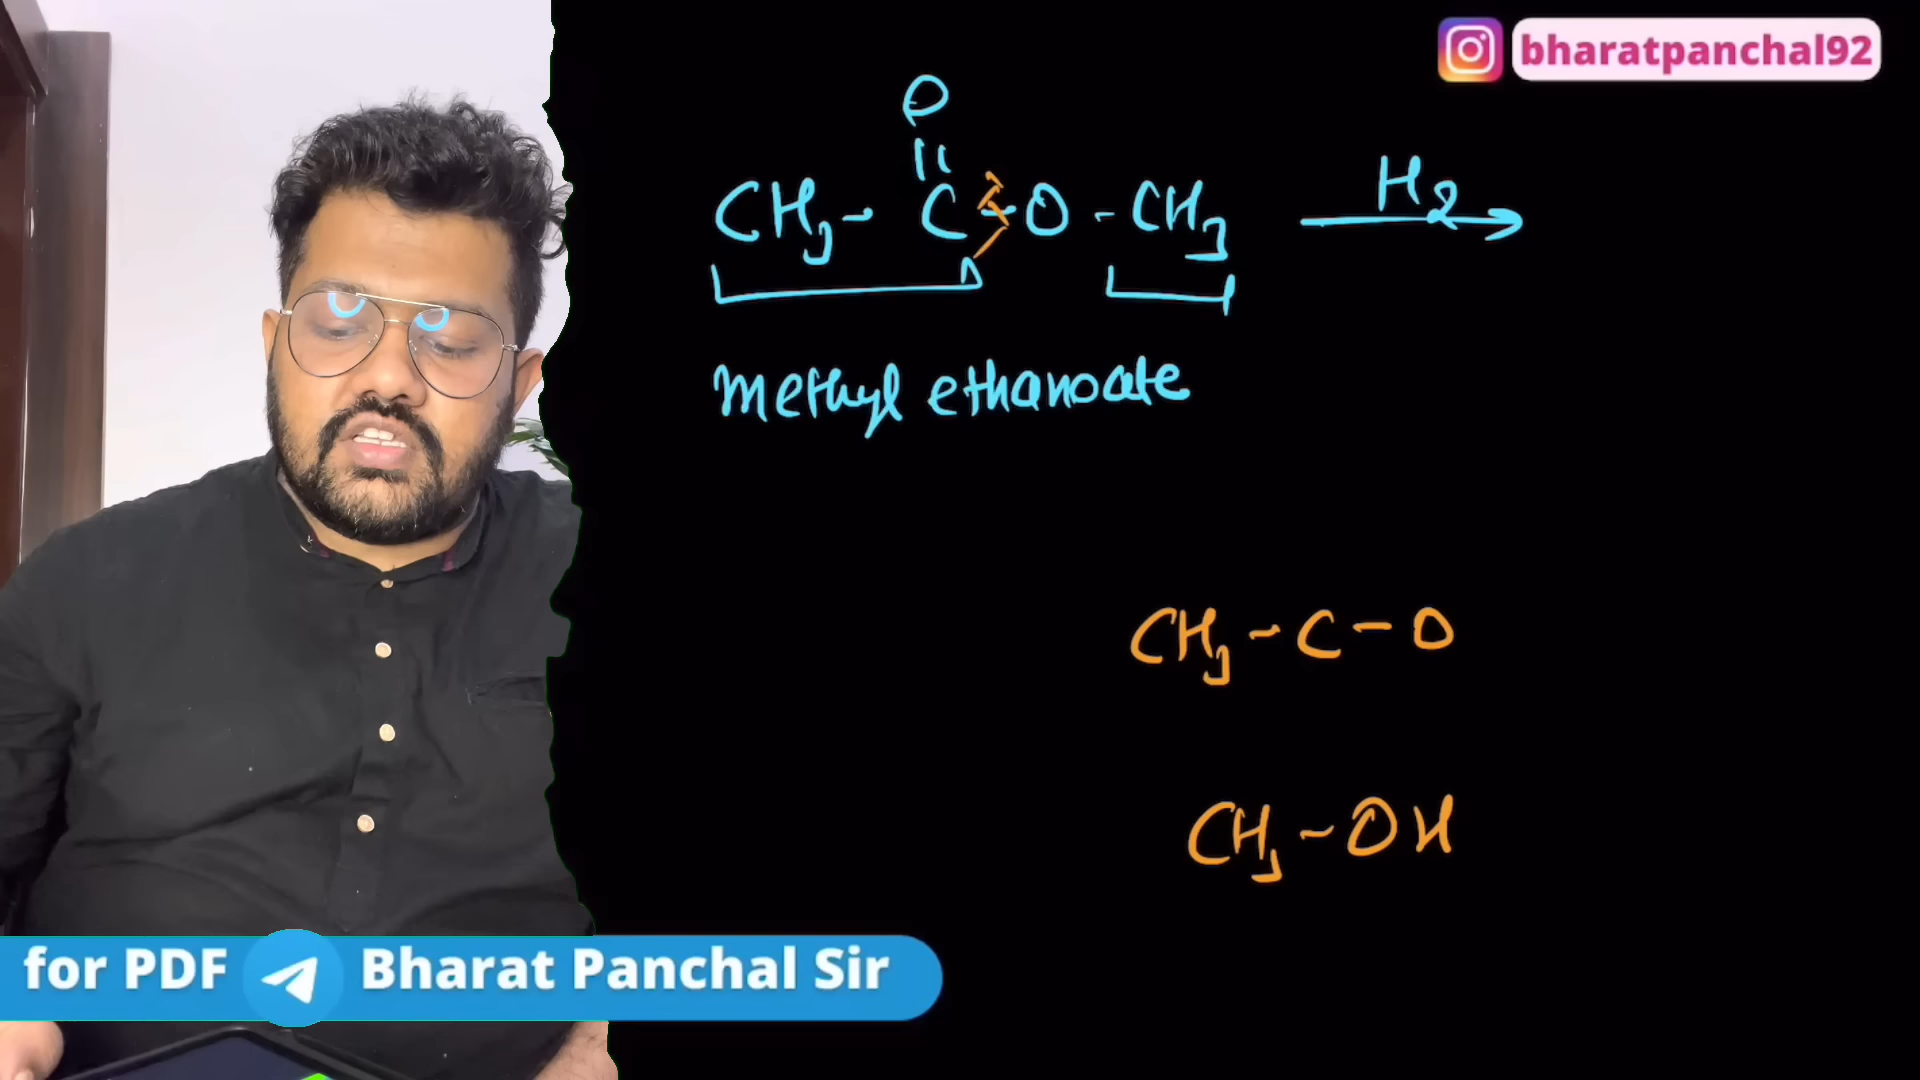 bharatpanchal92
O
||
CH3 - C - O - CH3 H2
methyl ethanoate
CH3 - C - O
CH3 - OH
for PDF Bharat Panchal Sir